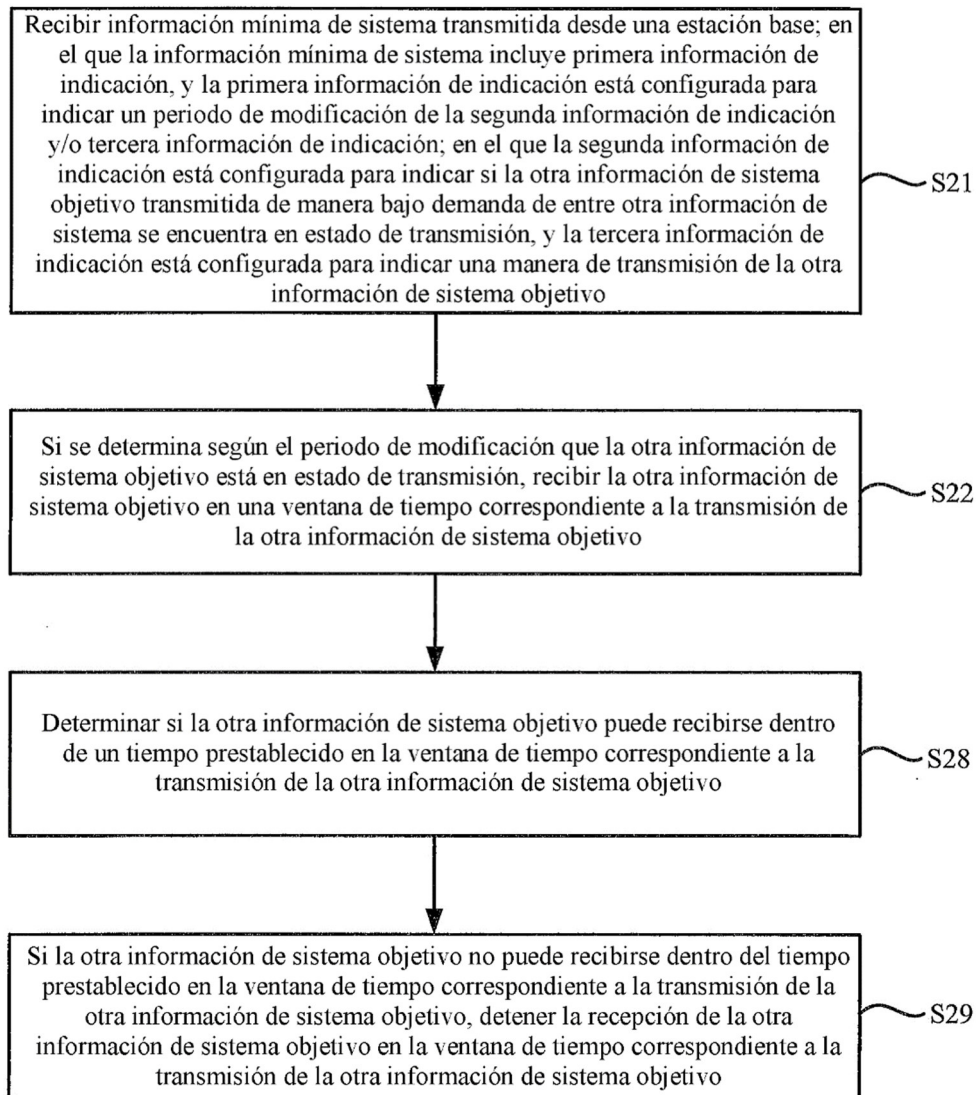 Recibir información mínima de sistema transmitida desde una estación base; en
el que la información mínima de sistema incluye primera información de
indicación, y la primera información de indicación está configurada para
indicar un periodo de modificación de la segunda información de indicación
y/o tercera información de indicación; en el que la segunda información de
indicación está configurada para indicar si la otra información de sistema
objetivo transmitida de manera bajo demanda de entre otra información de
sistema se encuentra en estado de transmisión, y la tercera información de
indicación está configurada para indicar una manera de transmisión de la otra
información de sistema objetivo
S21
Si se determina según el periodo de modificación que la otra información de
sistema objetivo está en estado de transmisión, recibir la otra información de
sistema objetivo en una ventana de tiempo correspondiente a la transmisión de
la otra información de sistema objetivo
S22
Determinar si la otra información de sistema objetivo puede recibirse dentro
de un tiempo prestablecido en la ventana de tiempo correspondiente a la
transmisión de la otra información de sistema objetivo
S28
Si la otra información de sistema objetivo no puede recibirse dentro del tiempo
prestablecido en la ventana de tiempo correspondiente a la transmisión de la
otra información de sistema objetivo, detener la recepción de la otra
información de sistema objetivo en la ventana de tiempo correspondiente a la
transmisión de la otra información de sistema objetivo
S29